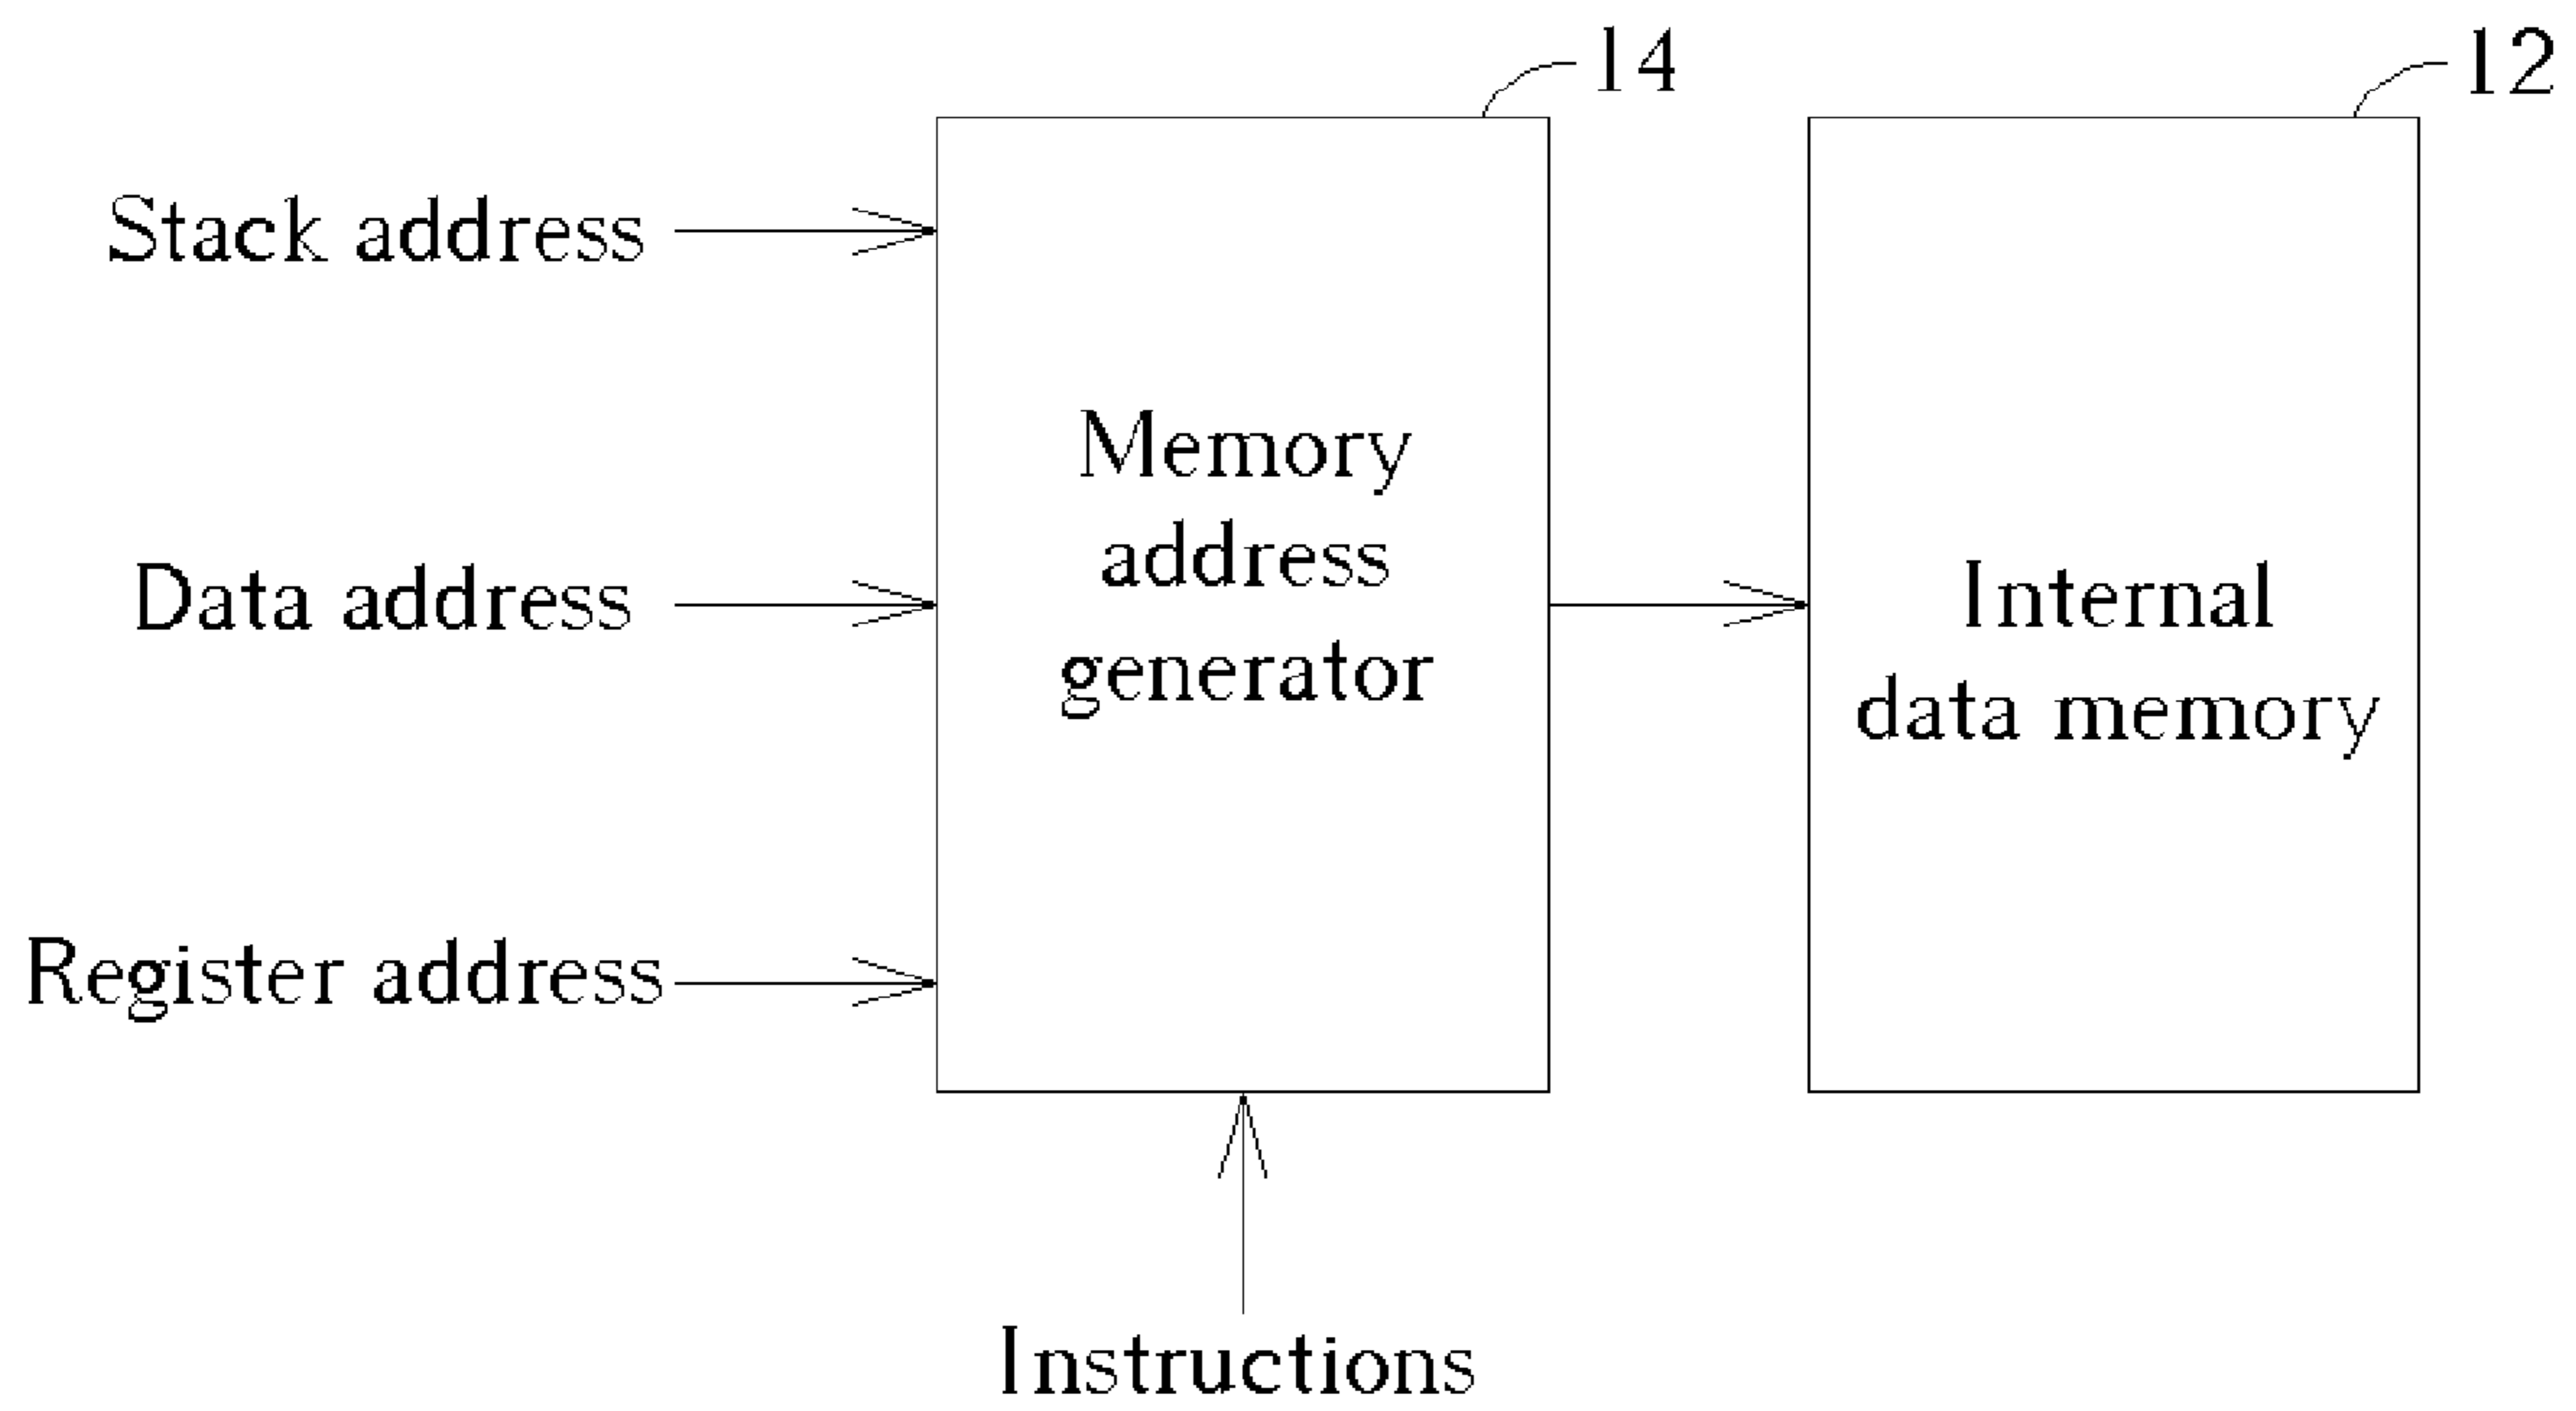 14
12
Stack address
Memory
address
generator
Data address
Internal
data memory
Register address
Instructions